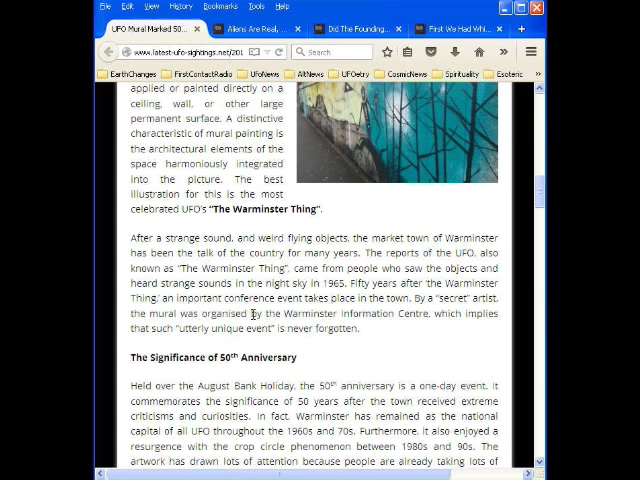 File Edit View History Bookmarks Tools Help
UFO Mural Marked 50... Aliens Are Real, ... Did The Founding... First We Had Whi...
www.latest-ufo-sightings.net/201 Search
EarthChanges FirstContactRadio UfoNews AltNews UFOetry CosmicNews Spirituality Esoteric
applied or painted directly on a
ceiling, wall, or other large
permanent surface. A distinctive
characteristic of mural painting is
the architectural elements of the
space harmoniously integrated
into the picture. The best
illustration for this is the most
celebrated UFO's "The Warminster Thing".
After a strange sound, and weird flying objects, the market town of Warminster
has been the talk of the country for many years. The reports of the UFO, also
known as "The Warminster Thing", came from people who saw the objects and
heard strange sounds in the night sky in 1965. Fifty years after 'the Warminster
Thing,' an important conference event takes place in the town. By a "secret" artist,
the mural was organised by the Warminster Information Centre, which implies
that such "utterly unique event" is never forgotten.
The Significance of 50th Anniversary
Held over the August Bank Holiday, the 50th anniversary is a one-day event. It
commemorates the significance of 50 years after the town received extreme
criticisms and curiosities. In fact, Warminster has remained as the national
capital of all UFO throughout the 1960s and 70s. Furthermore, it also enjoyed a
resurgence with the crop circle phenomenon between 1980s and 90s. The
artwork has drawn lots of attention because people are already taking lots of